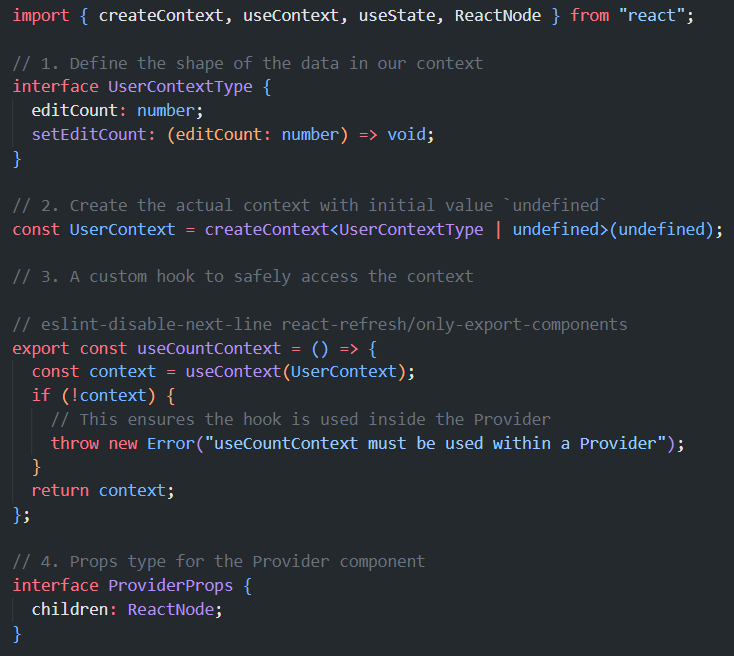 import { createContext, useContext, useState, ReactNode } from "react";
// 1. Define the shape of the data in our context
interface UserContextType {
  editCount: number;
  setEditCount: (editCount: number) => void;
}
// 2. Create the actual context with initial value `undefined`
const UserContext = createContext<UserContextType | undefined>(undefined);
// 3. A custom hook to safely access the context
// eslint-disable-next-line react-refresh/only-export-components
export const useCountContext = () => {
  const context = useContext(UserContext);
  if (!context) {
    // This ensures the hook is used inside the Provider
    throw new Error("useCountContext must be used within a Provider");
  }
  return context;
};
// 4. Props type for the Provider component
interface ProviderProps {
  children: ReactNode;
}